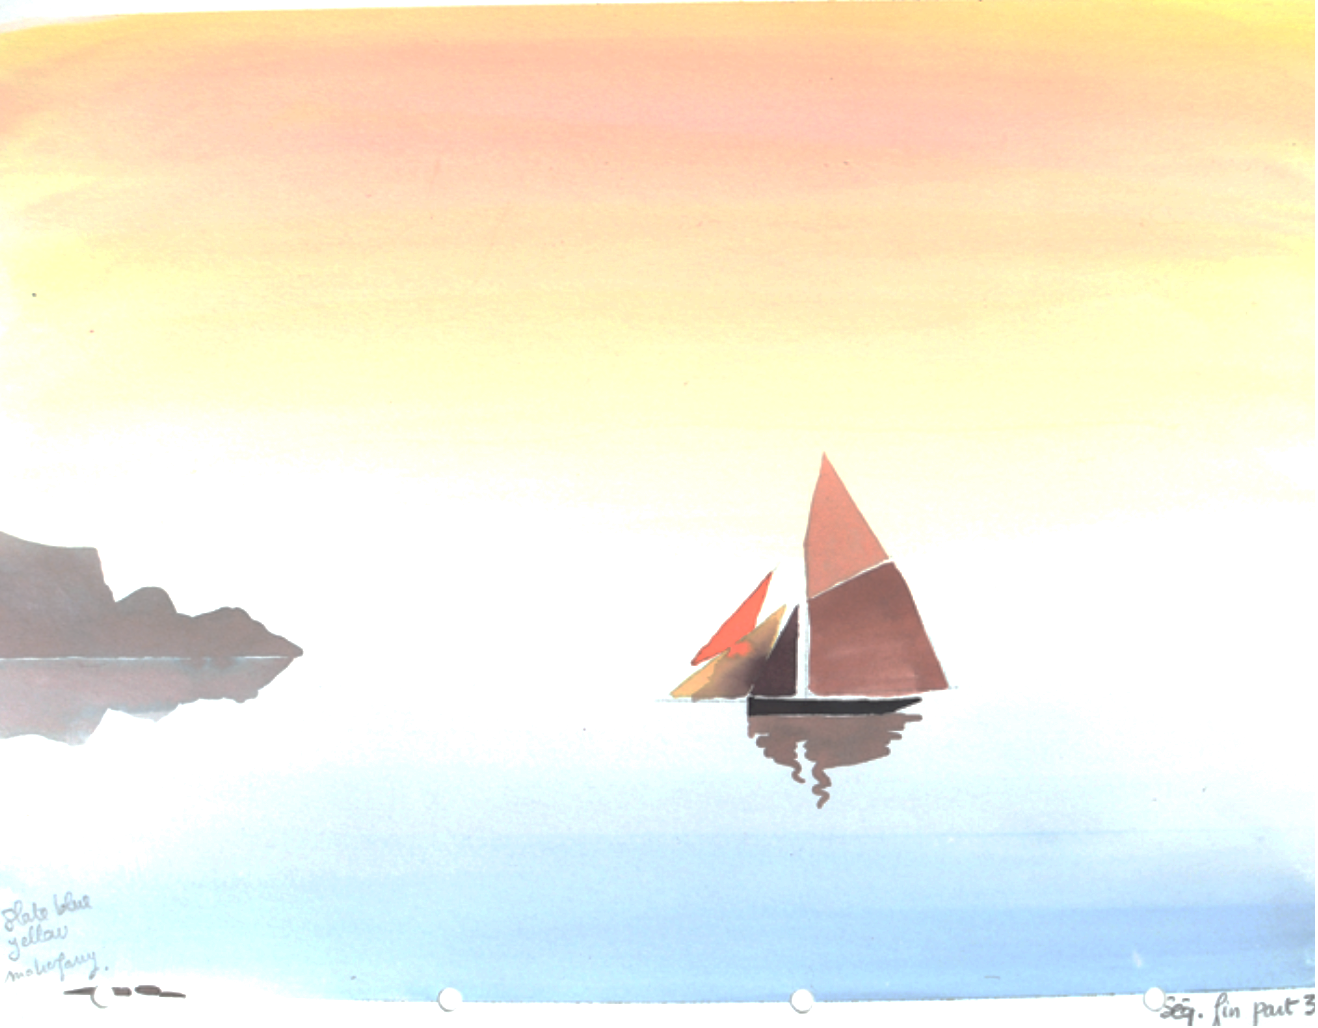 slate blue
yellow
mahogany.
Séq. fin part 3